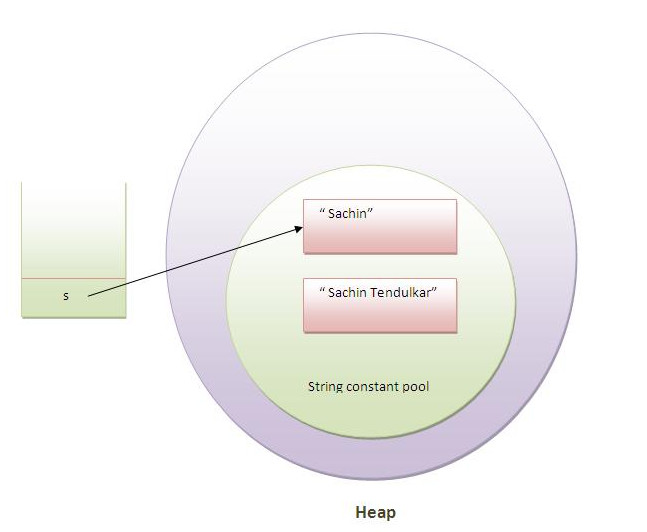 “ Sachin”
s
“ Sachin Tendulkar”
String constant pool
Heap